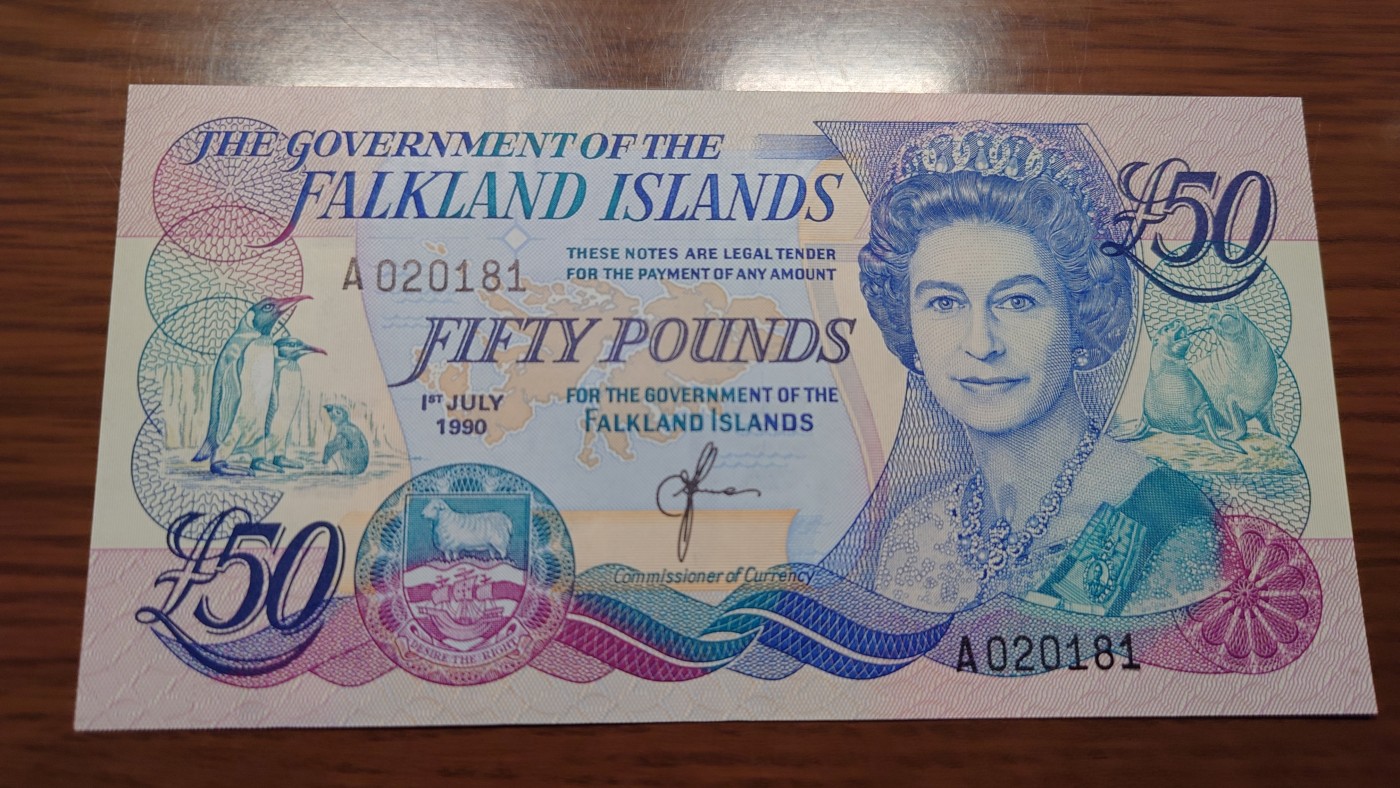 THE GOVERNMENT OF THE
FALKLAND ISLANDS
£50
THESE NOTES ARE LEGAL TENDER
FOR THE PAYMENT OF ANY AMOUNT
A 020181
FIFTY POUNDS
1ST JULY
1990
FOR THE GOVERNMENT OF THE
FALKLAND ISLANDS
£50
Commissioner of Currency
DESIRE THE RIGHT
A 020181